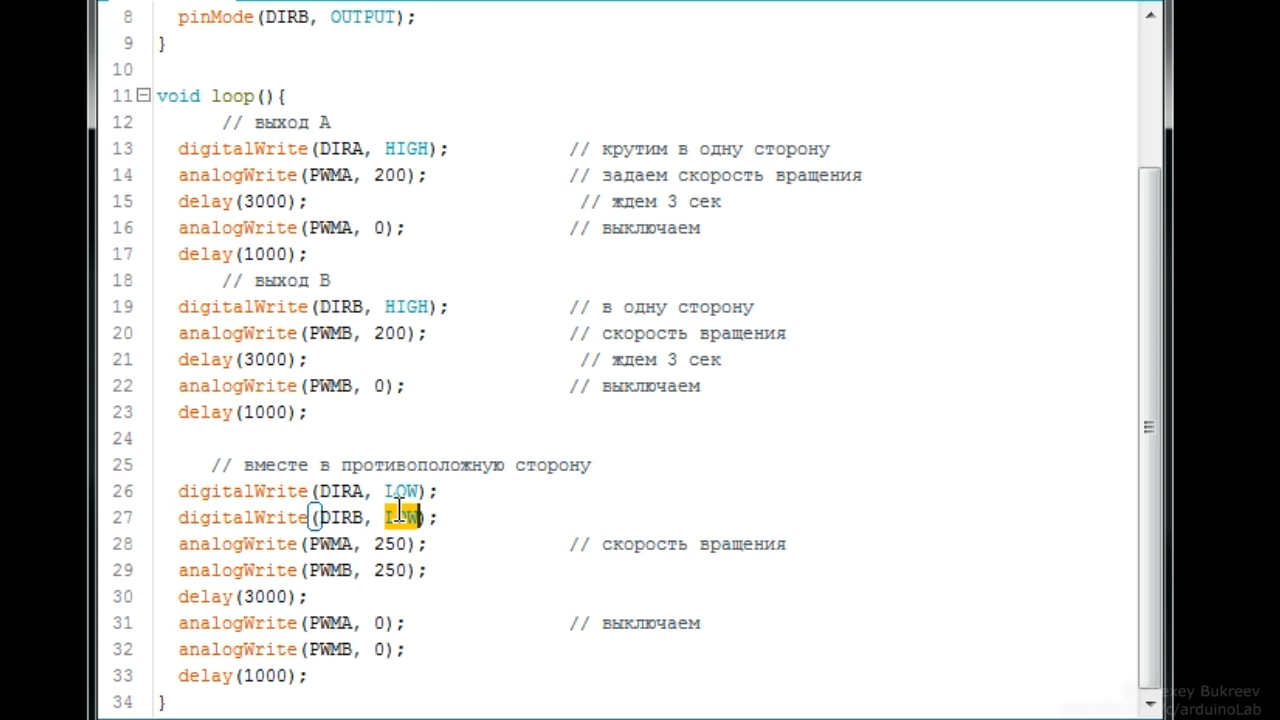 8 pinMode(DIRB, OUTPUT);
9 }
10
11 void loop(){
12 // выход A
13 digitalWrite(DIRA, HIGH); // крутим в одну сторону
14 analogWrite(PWMA, 200); // задаем скорость вращения
15 delay(3000); // ждем 3 сек
16 analogWrite(PWMA, 0); // выключаем
17 delay(1000);
18 // выход B
19 digitalWrite(DIRB, HIGH); // в одну сторону
20 analogWrite(PWMB, 200); // скорость вращения
21 delay(3000); // ждем 3 сек
22 analogWrite(PWMB, 0); // выключаем
23 delay(1000);
24
25 // вместе в противоположную сторону
26 digitalWrite(DIRA, LOW);
27 digitalWrite(DIRB, LOW);
28 analogWrite(PWMA, 250); // скорость вращения
29 analogWrite(PWMB, 250);
30 delay(3000);
31 analogWrite(PWMA, 0); // выключаем
32 analogWrite(PWMB, 0);
33 delay(1000);
34 }
Bukreev
/arduinoLab